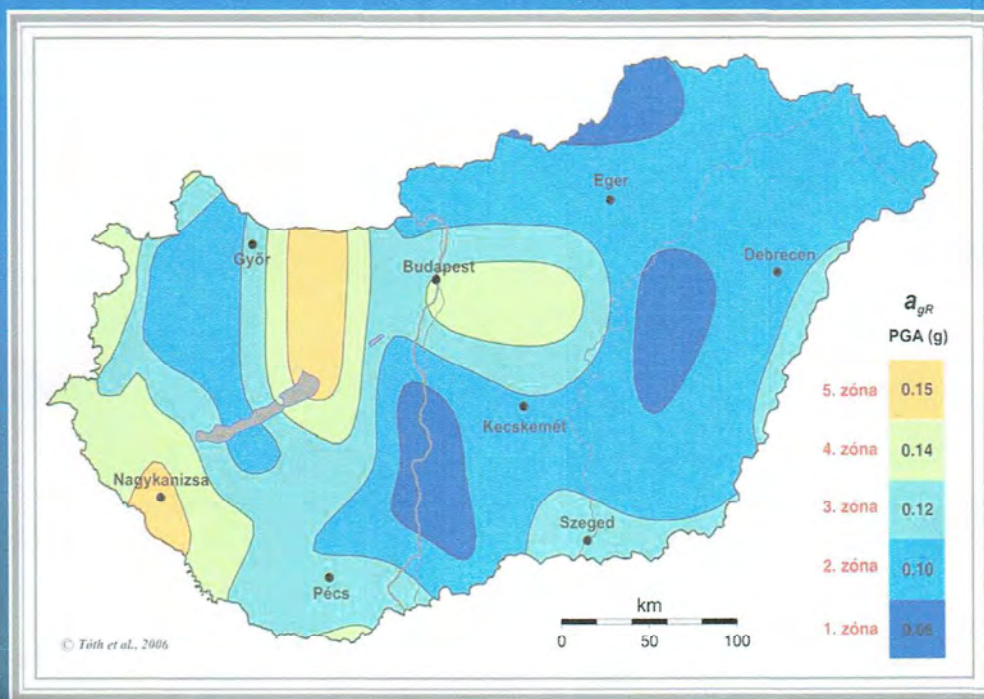 Eger
Győr
Budapest
Debrecen
a_gR
PGA (g)
5. zóna 0.15
Kecskemét
4. zóna 0.14
Nagykanizsa
3. zóna 0.12
Szeged
2. zóna 0.10
Pécs
km
1. zóna
0 50 100
© Tóth et al., 2006